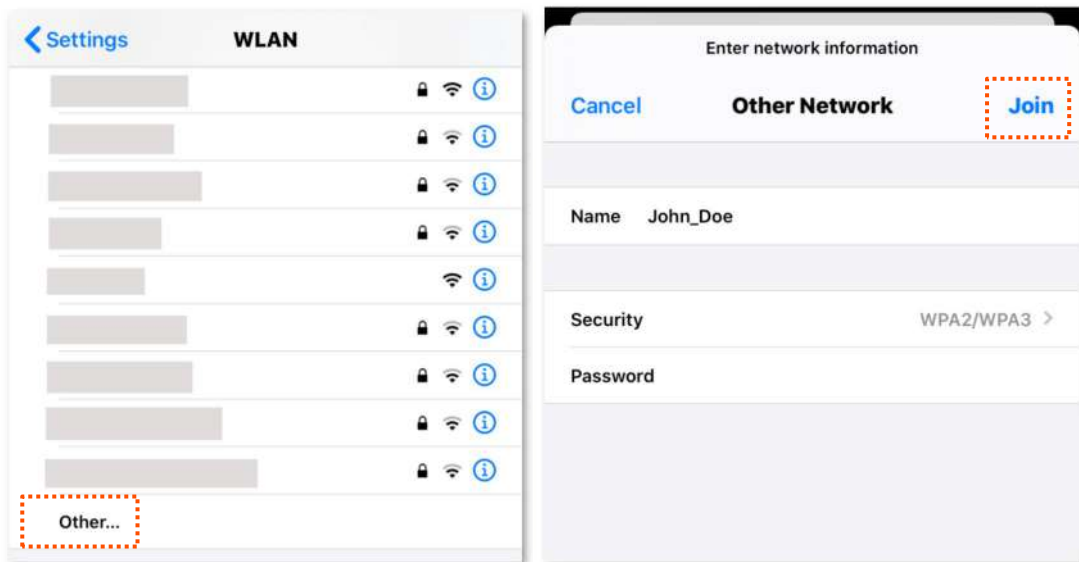 Settings WLAN
Other...
Enter network information
Cancel Other Network Join
Name John_Doe
Security WPA2/WPA3
Password